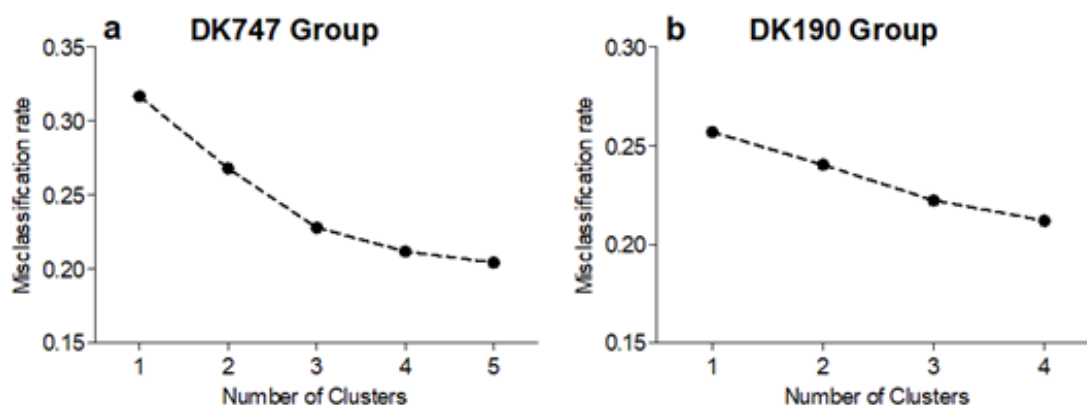 a DK747 Group
0.35
0.30
0.25
0.20
0.15
Misclassification rate
1 2 3 4 5
Number of Clusters
b DK190 Group
0.30
0.25
0.20
0.15
Misclassification rate
1 2 3 4
Number of Clusters